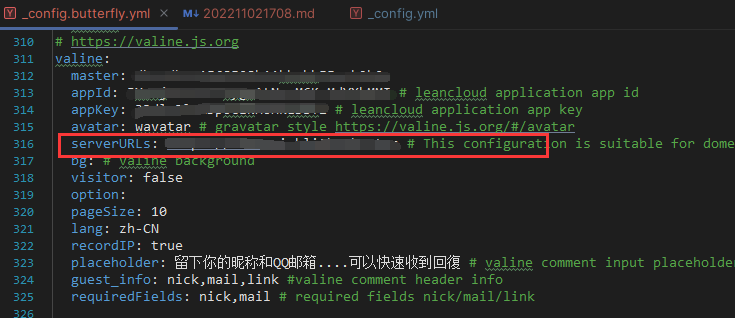 _config.butterfly.yml × 202211021708.md _config.yml
310 # https://valine.js.org
311 valine:
312 master:
313 appId: # leancloud application app id
314 appKey: # leancloud application app key
315 avatar: wavatar # gravatar style https://valine.js.org/#/avatar
316 serverURLs: # This configuration is suitable for dome
317 bg: # valine background
318 visitor: false
319 option:
320 pageSize: 10
321 lang: zh-CN
322 recordIP: true
323 placeholder: 留下你的昵称和QQ邮箱....可以快速收到回復 # valine comment input placeholder
324 guest_info: nick,mail,link #valine comment header info
325 requiredFields: nick,mail # required fields nick/mail/link
326